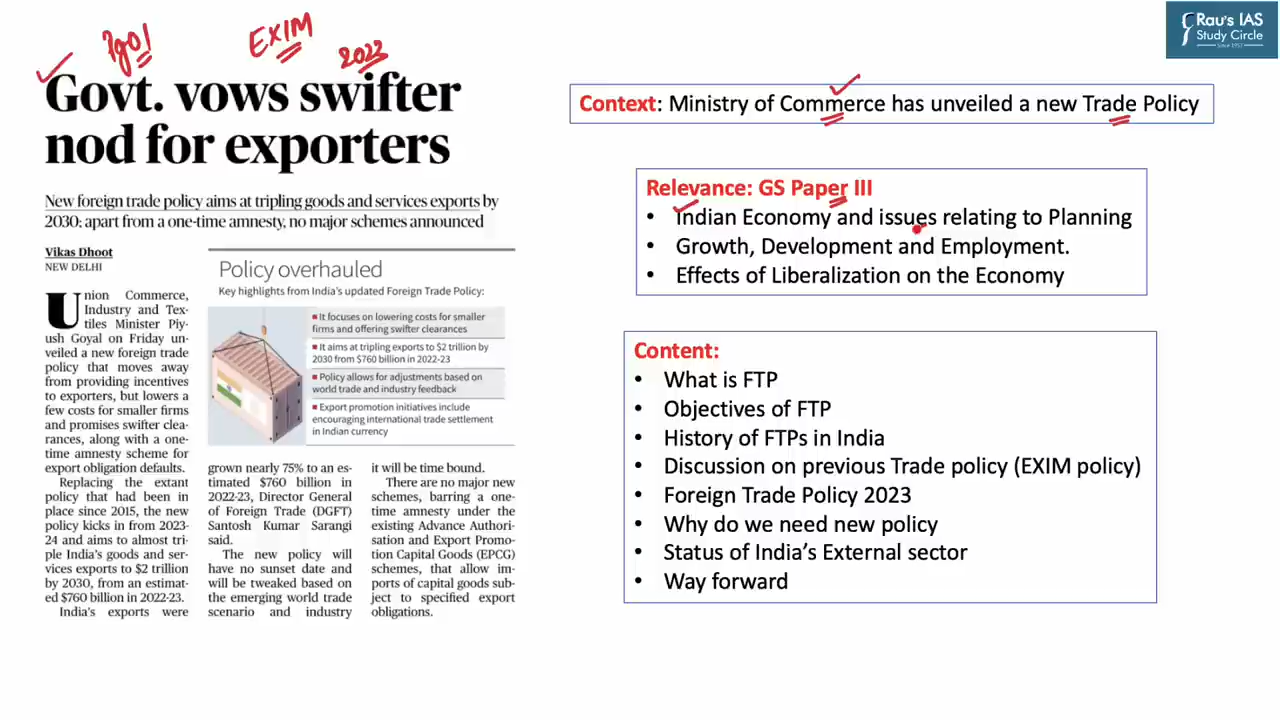 Rau's IAS
Study Circle
Since 1953
EXIM
Govt. vows swifter
nod for exporters
New foreign trade policy aims at tripling goods and services exports by
2030; apart from a one-time amnesty, no major schemes announced
Vikas Dhoot
NEW DELHI
Union Commerce,
Industry and Tex-
tiles Minister Piy-
ush Goyal on Friday un-
veiled a new foreign trade
policy that moves away
from providing incentives
to exporters, but lowers a
few costs for smaller firms
and promises swifter clea-
rances, along with a one-
time amnesty scheme for
export obligation defaults.
Replacing the extant
policy that had been in
place since 2015, the new
policy kicks in from 2023-
24 and aims to almost tri-
ple India's goods and ser-
vices exports to $2 trillion
by 2030, from an estimat-
ed $760 billion in 2022-23.
India's exports were
Policy overhauled
Key highlights from India's updated Foreign Trade Policy:
■ It focuses on lowering costs for smaller
firms and offering swifter clearances
■ It aims at tripling exports to $2 trillion by
2030 from $760 billion in 2022-23
■ Policy allows for adjustments based on
world trade and industry feedback
■ Export promotion initiatives include
encouraging international trade settlement
in Indian currency
grown nearly 75% to an es-
timated $760 billion in
2022-23, Director General
of Foreign Trade (DGFT)
Santosh Kumar Sarangi
said.
The new policy will
have no sunset date and
will be tweaked based on
the emerging world trade
scenario and industry
it will be time bound.
There are no major new
schemes, barring a one-
time amnesty under the
existing Advance Authori-
sation and Export Promo-
tion Capital Goods (EPCG)
schemes, that allow im-
ports of capital goods sub-
ject to specified export
obligations.
Context: Ministry of Commerce has unveiled a new Trade Policy
Relevance: GS Paper III
• Indian Economy and issues relating to Planning
• Growth, Development and Employment.
• Effects of Liberalization on the Economy
Content:
• What is FTP
• Objectives of FTP
• History of FTPs in India
• Discussion on previous Trade policy (EXIM policy)
• Foreign Trade Policy 2023
• Why do we need new policy
• Status of India's External sector
• Way forward